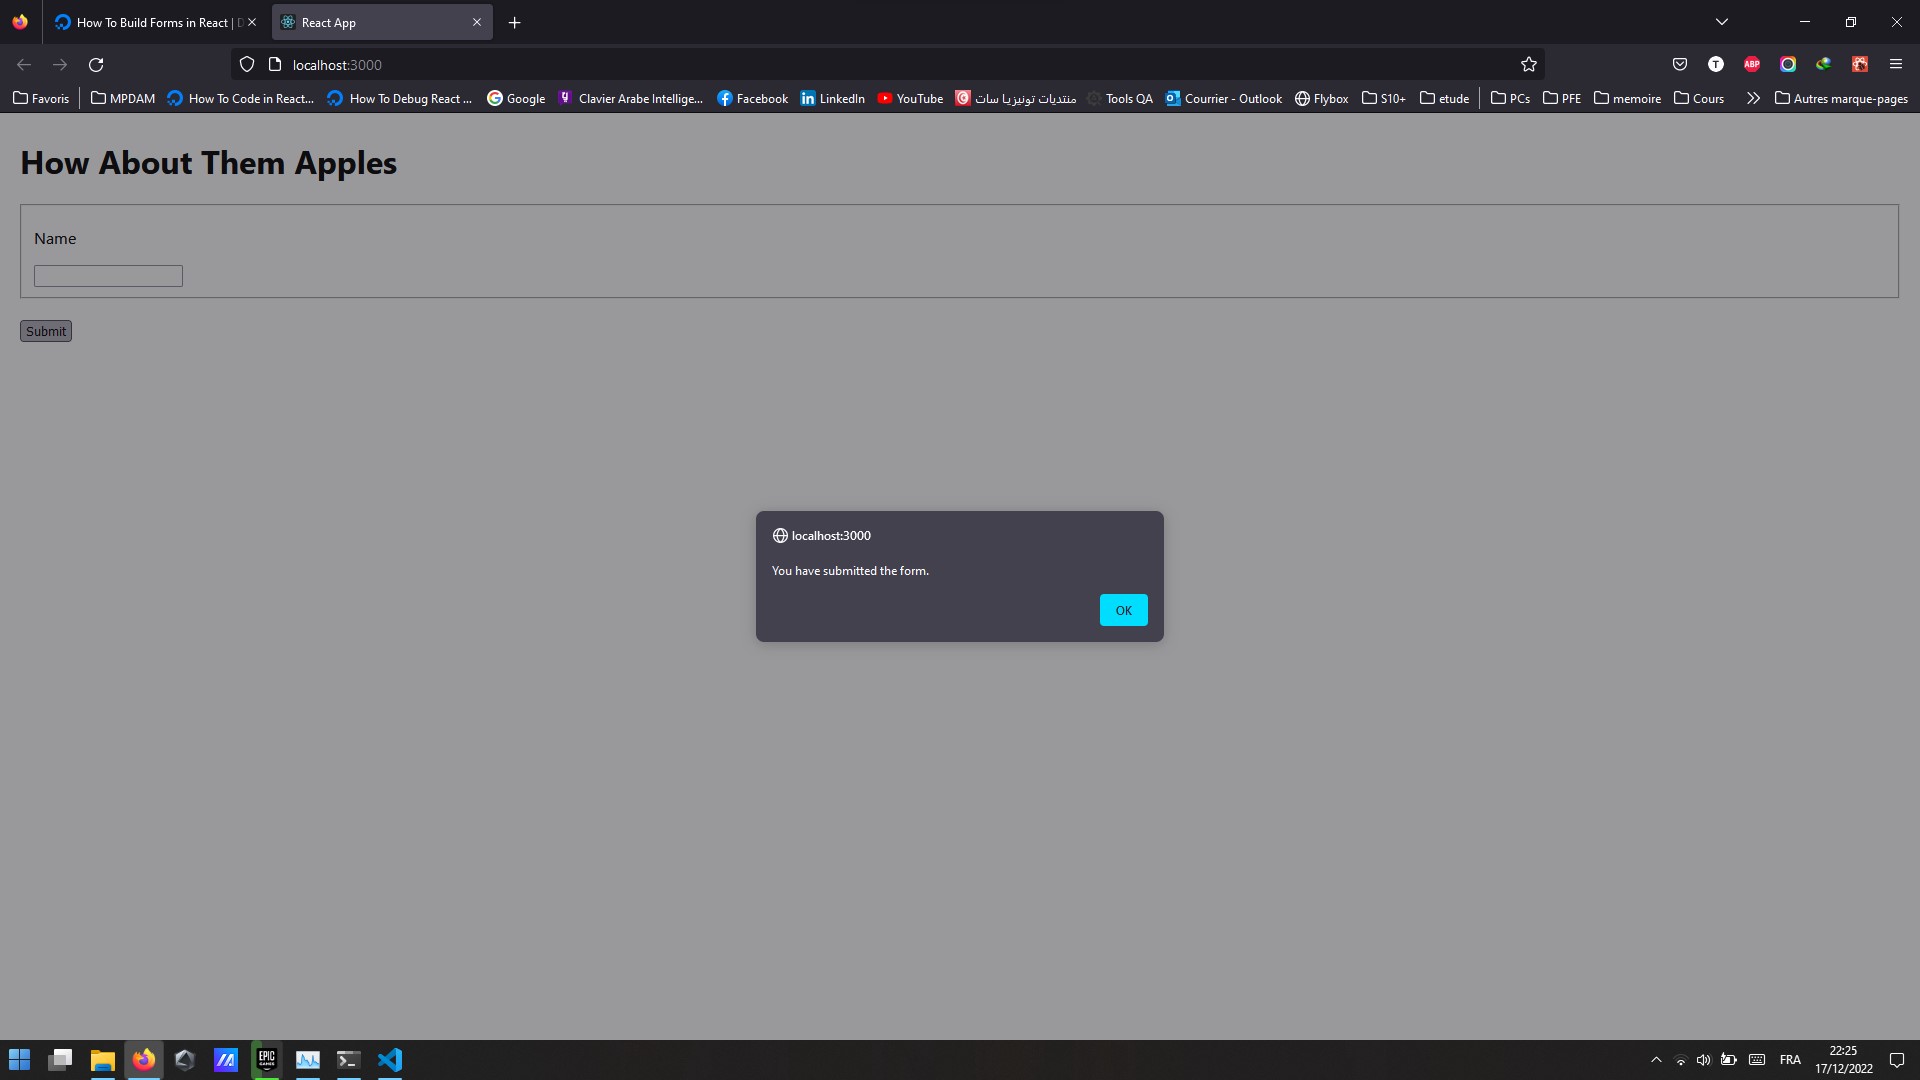 How To Build Forms in React |
React App
localhost:3000
T
ABP
Favoris
MPDAM
How To Code in React...
How To Debug React ...
Google
Clavier Arabe Intellige...
Facebook
LinkedIn
YouTube
منتديات تونيزيا سات
Tools QA
Courrier - Outlook
Flybox
S10+
etude
PCs
PFE
memoire
Cours
Autres marque-pages
How About Them Apples
Name
Submit
localhost:3000
You have submitted the form.
OK
EPIC
GAMES
FRA
22:25
17/12/2022